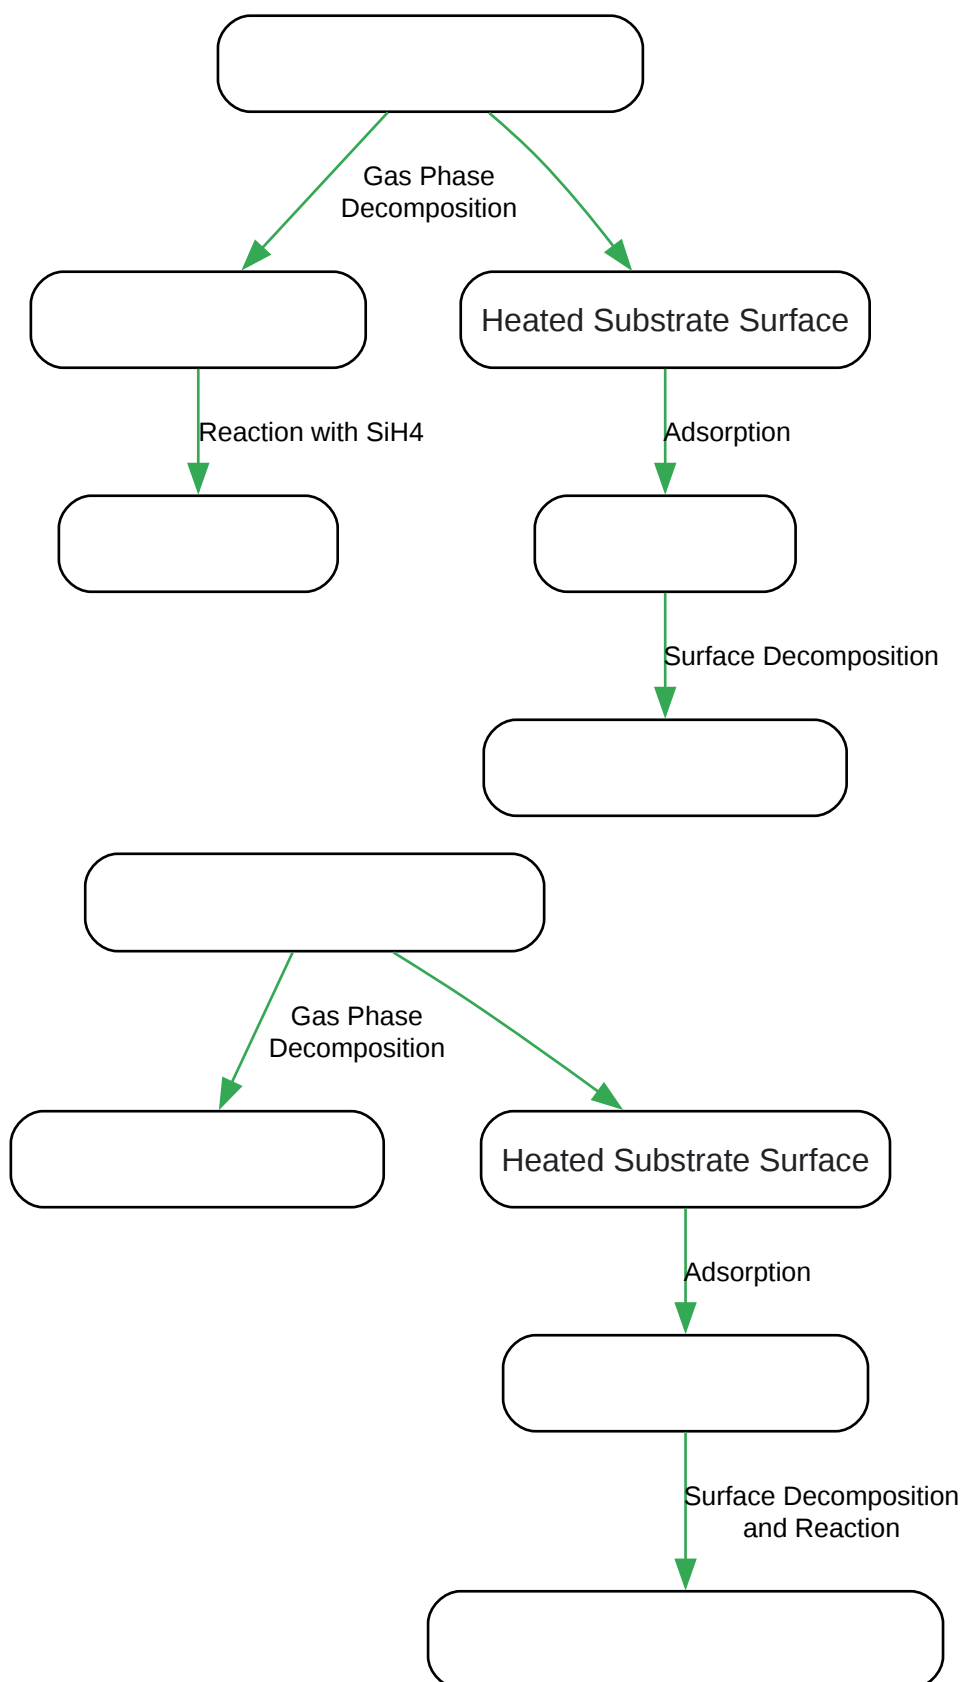 Gas Phase
Decomposition
Heated Substrate Surface
Reaction with SiH4
Adsorption
Surface Decomposition
Gas Phase
Decomposition
Heated Substrate Surface
Adsorption
Surface Decomposition
and Reaction